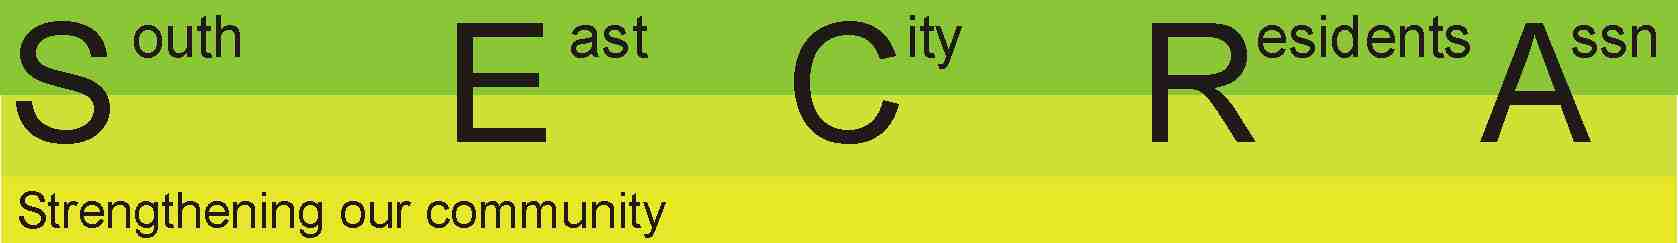 South East City Residents Assn
Strengthening our community